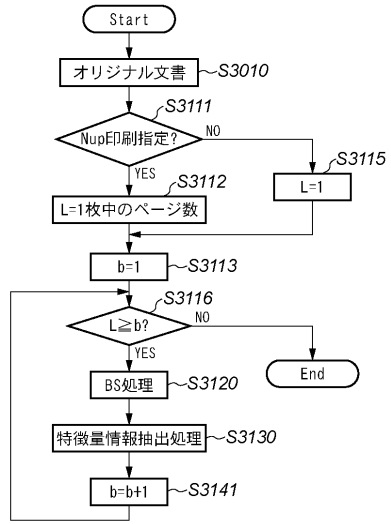 Start
オリジナル文書
S3010
S3111
Nup印刷指定?
NO
YES
S3112
S3115
L=1枚中のページ数
L=1
b=1
S3113
S3116
L≧b?
NO
YES
End
BS処理
S3120
特徴量情報抽出処理
S3130
b=b+1
S3141